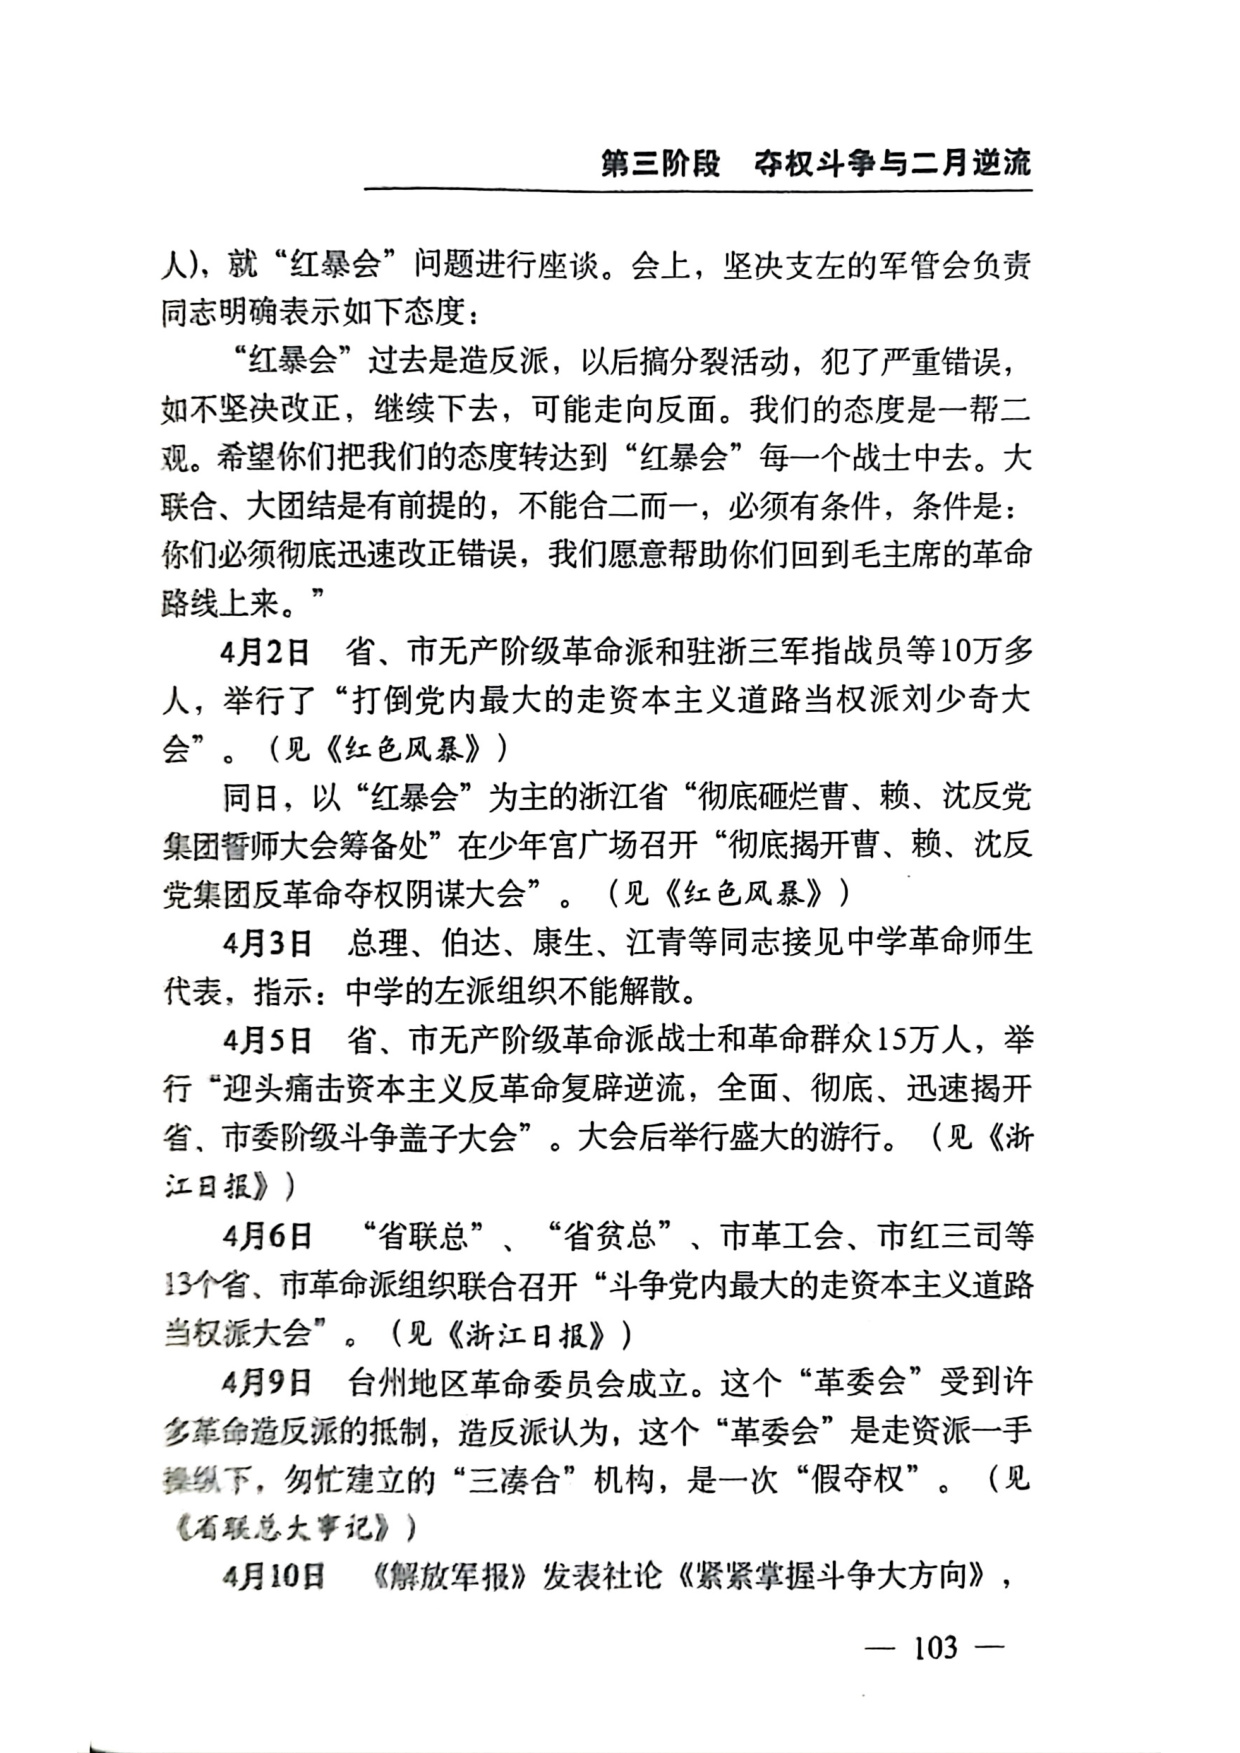 第三阶段　夺权斗争与二月逆流
人），就“红暴会”问题进行座谈。会上，坚决支左的军管会负责
同志明确表示如下态度：
“红暴会”过去是造反派，以后搞分裂活动，犯了严重错误，
如不坚决改正，继续下去，可能走向反面。我们的态度是一帮二
观。希望你们把我们的态度转达到“红暴会”每一个战士中去。大
联合、大团结是有前提的，不能合二而一，必须有条件，条件是：
你们必须彻底迅速改正错误，我们愿意帮助你们回到毛主席的革命
路线上来。”
4月2日　省、市无产阶级革命派和驻浙三军指战员等10万多
人，举行了“打倒党内最大的走资本主义道路当权派刘少奇大
会”。（见《红色风暴》）
同日，以“红暴会”为主的浙江省“彻底砸烂曹、赖、沈反党
集团誓师大会筹备处”在少年宫广场召开“彻底揭开曹、赖、沈反
党集团反革命夺权阴谋大会”。（见《红色风暴》）
4月3日　总理、伯达、康生、江青等同志接见中学革命师生
代表，指示：中学的左派组织不能解散。
4月5日　省、市无产阶级革命派战士和革命群众15万人，举
行“迎头痛击资本主义反革命复辟逆流，全面、彻底、迅速揭开
省、市委阶级斗争盖子大会”。大会后举行盛大的游行。（见《浙
江日报》）
4月6日　“省联总”、“省贫总”、市革工会、市红三司等
13个省、市革命派组织联合召开“斗争党内最大的走资本主义道路
当权派大会”。（见《浙江日报》）
4月9日　台州地区革命委员会成立。这个“革委会”受到许
多革命造反派的抵制，造反派认为，这个“革委会”是走资派一手
操纵下，匆忙建立的“三凑合”机构，是一次“假夺权”。（见
《省联总大事记》）
4月10日　《解放军报》发表社论《紧紧掌握斗争大方向》，
— 103 —